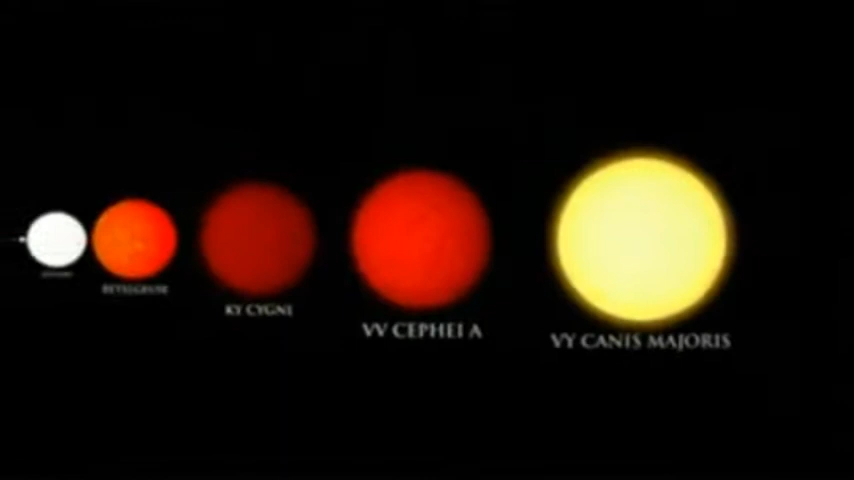 BETELGEUSE
KY CYGNI
VV CEPHEI A
VY CANIS MAJORIS